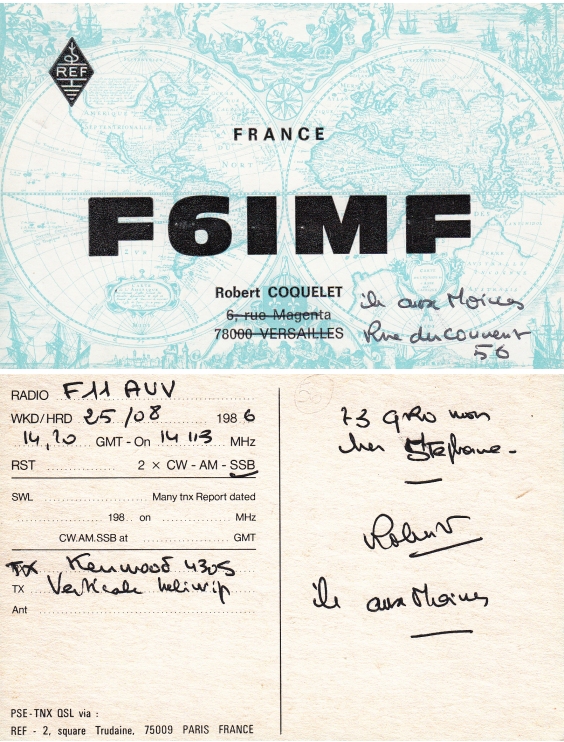 REF
FRANCE
F6IMF
Robert COQUELET
6, rue Magenta
78000 VERSAILLES
ile aux Moines
Rue du couvent
56
RADIO F11 AUV
WKD/HRD 25/08 1986
14,20 GMT - On 14 113 MHz
RST 2 × CW - AM - SSB
SWL Many tnx Report dated
198 on MHz
CW.AM.SSB at GMT
TX Kenwood 430S
TX Verticale heliwip
Ant
PSE-TNX QSL via :
REF - 2, square Trudaine, 75009 PARIS FRANCE
73 QRO mon
cher Stephane -
Robert
ile aux Moines